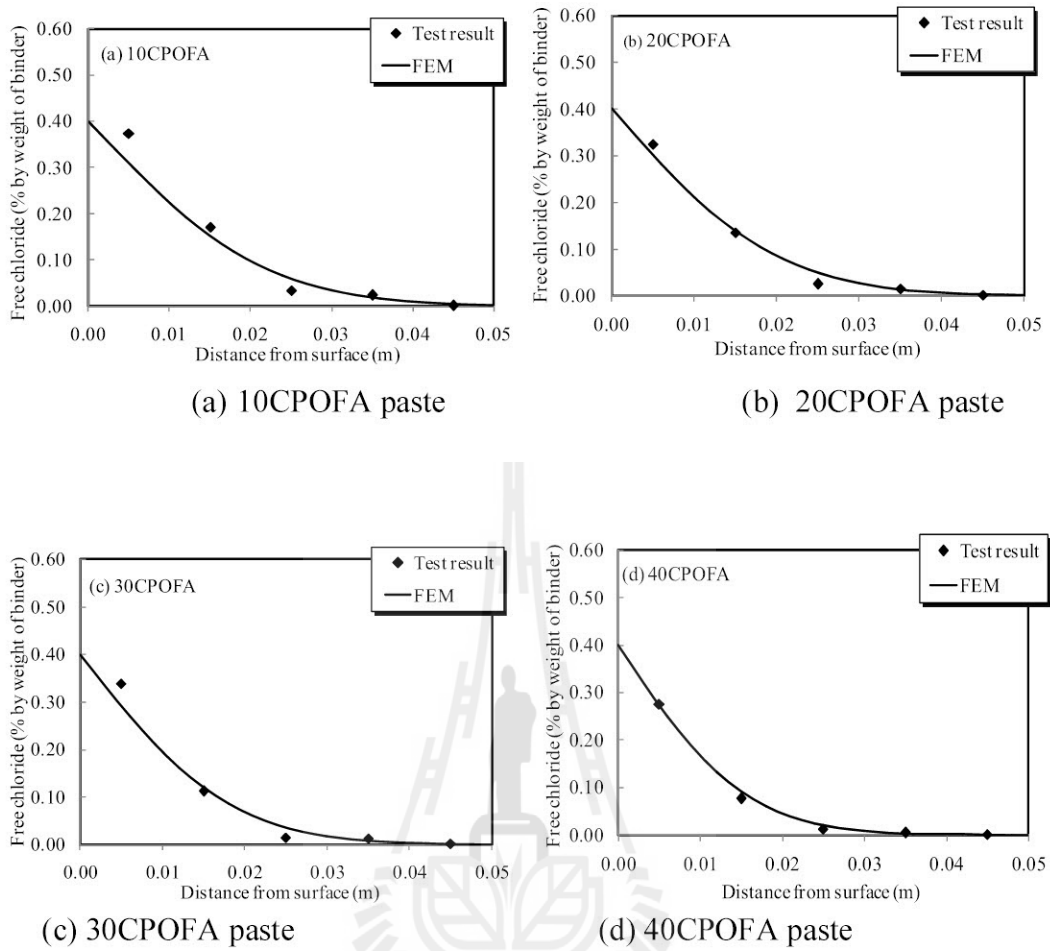 0.60
0.50
0.40
0.30
0.20
0.10
0.00
Free chloride (% by weight of binder)
(a) 10CPOFA
Test result
FEM
0.00 0.01 0.02 0.03 0.04 0.05
Distance from surface (m)
(a) 10CPOFA paste
0.60
0.50
0.40
0.30
0.20
0.10
0.00
Free chloride (% by weight of binder)
(b) 20CPOFA
Test result
FEM
0.00 0.01 0.02 0.03 0.04 0.05
Distance from surface (m)
(b) 20CPOFA paste
0.60
0.50
0.40
0.30
0.20
0.10
0.00
Free chloride (% by weight of binder)
(c) 30CPOFA
Test result
FEM
0.00 0.01 0.02 0.03 0.04 0.05
Distance from surface (m)
(c) 30CPOFA paste
0.60
0.50
0.40
0.30
0.20
0.10
0.00
Free chloride (% by weight of binder)
(d) 40CPOFA
Test result
FEM
0.00 0.01 0.02 0.03 0.04 0.05
Distance from surface (m)
(d) 40CPOFA paste